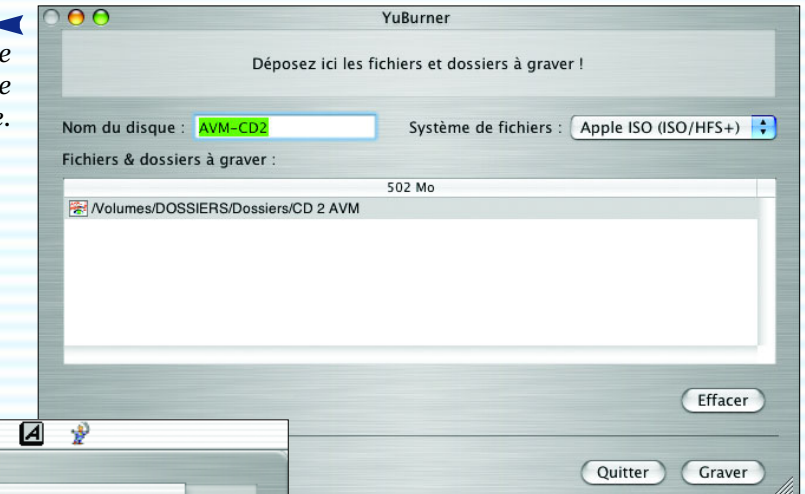 YuBurner
e
Déposez ici les fichiers et dossiers à graver !
e
e.
Nom du disque : AVM-CD2 Système de fichiers : Apple ISO (ISO/HFS+)
Fichiers & dossiers à graver :
502 Mo
/Volumes/DOSSIERS/Dossiers/CD 2 AVM
Effacer
A
Quitter Graver